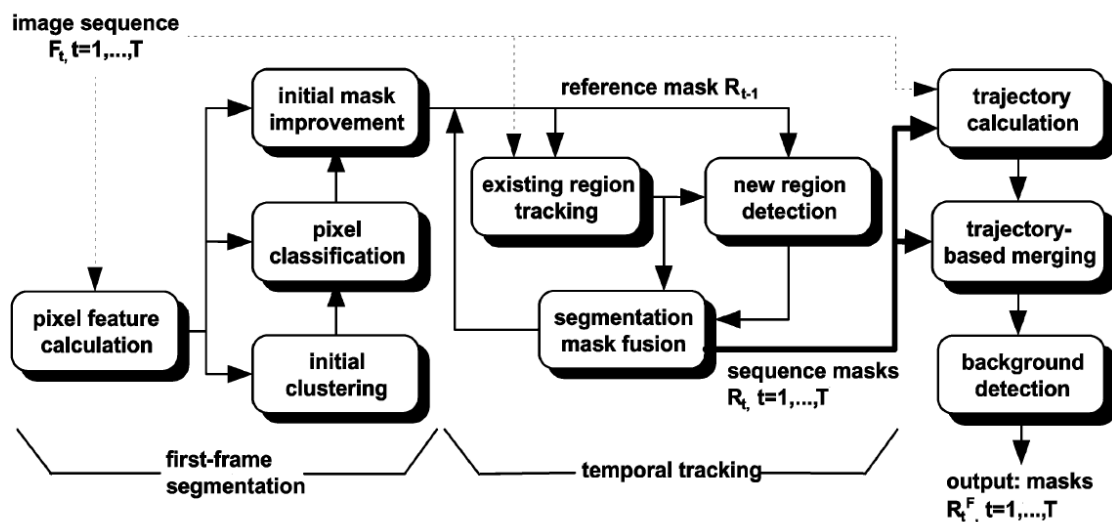 image sequence
F_t, t=1,...,T
initial mask
improvement
reference mask R_t-1
trajectory
calculation
existing region
tracking
new region
detection
pixel
classification
trajectory-
based merging
pixel feature
calculation
initial
clustering
segmentation
mask fusion
sequence masks
R_t, t=1,...,T
background
detection
first-frame
segmentation
temporal tracking
output: masks
R_t^F, t=1,...,T